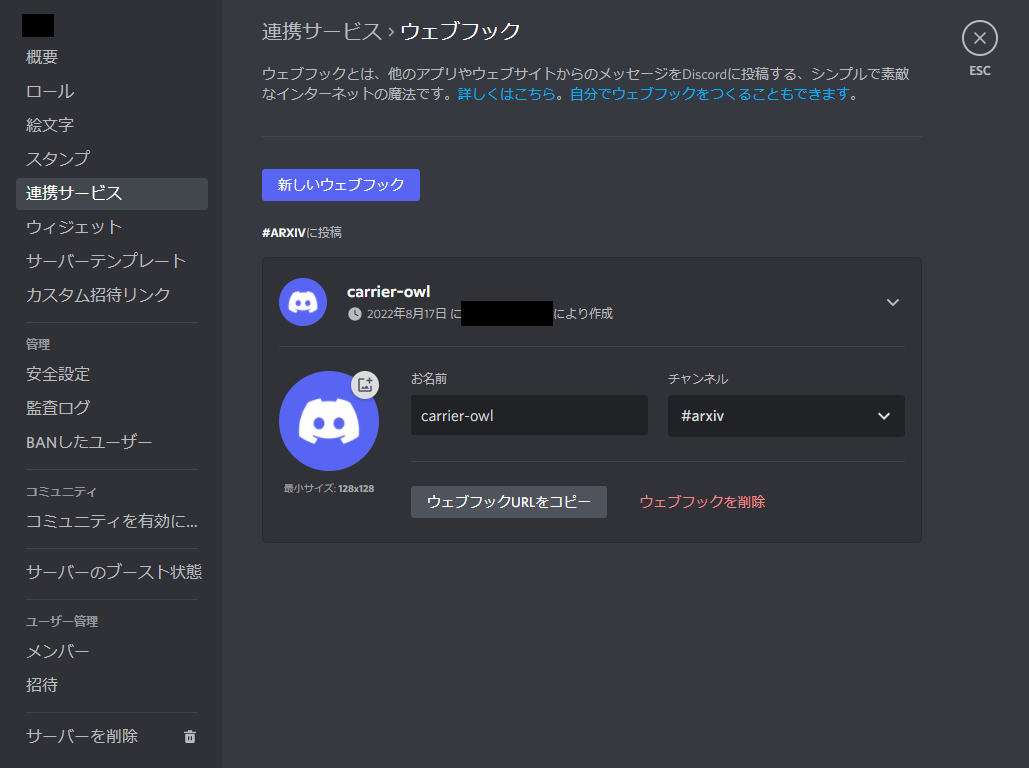 概要
ロール
絵文字
スタンプ
連携サービス
ウィジェット
サーバーテンプレート
カスタム招待リンク
管理
安全設定
監査ログ
BANしたユーザー
コミュニティ
コミュニティを有効に...
サーバーのブースト状態
ユーザー管理
メンバー
招待
サーバーを削除
連携サービス › ウェブフック
ESC
ウェブフックとは、他のアプリやウェブサイトからのメッセージをDiscordに投稿する、シンプルで素敵
なインターネットの魔法です。詳しくはこちら。自分でウェブフックをつくることもできます。
新しいウェブフック
#ARXIVに投稿
carrier-owl
2022年8月17日 に により作成
お名前
チャンネル
carrier-owl
#arxiv
最小サイズ: 128x128
ウェブフックURLをコピー
ウェブフックを削除